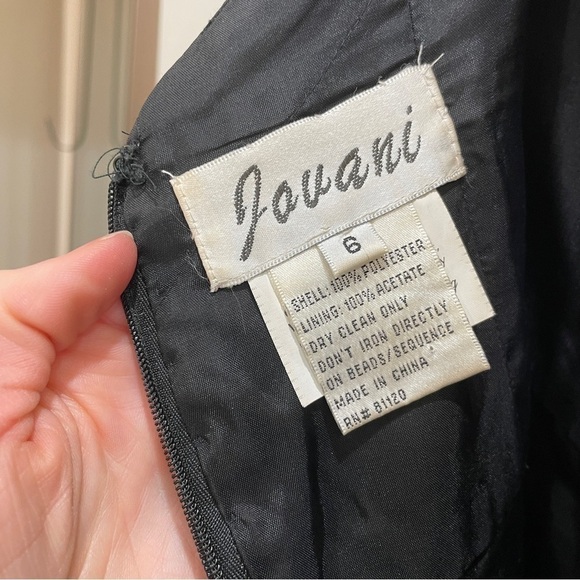 Jovani
6
SHELL: 100% POLYESTER
LINING: 100% ACETATE
DRY CLEAN ONLY
DON'T IRON DIRECTLY
ON BEADS/SEQUENCE
MADE IN CHINA
RN# 81120